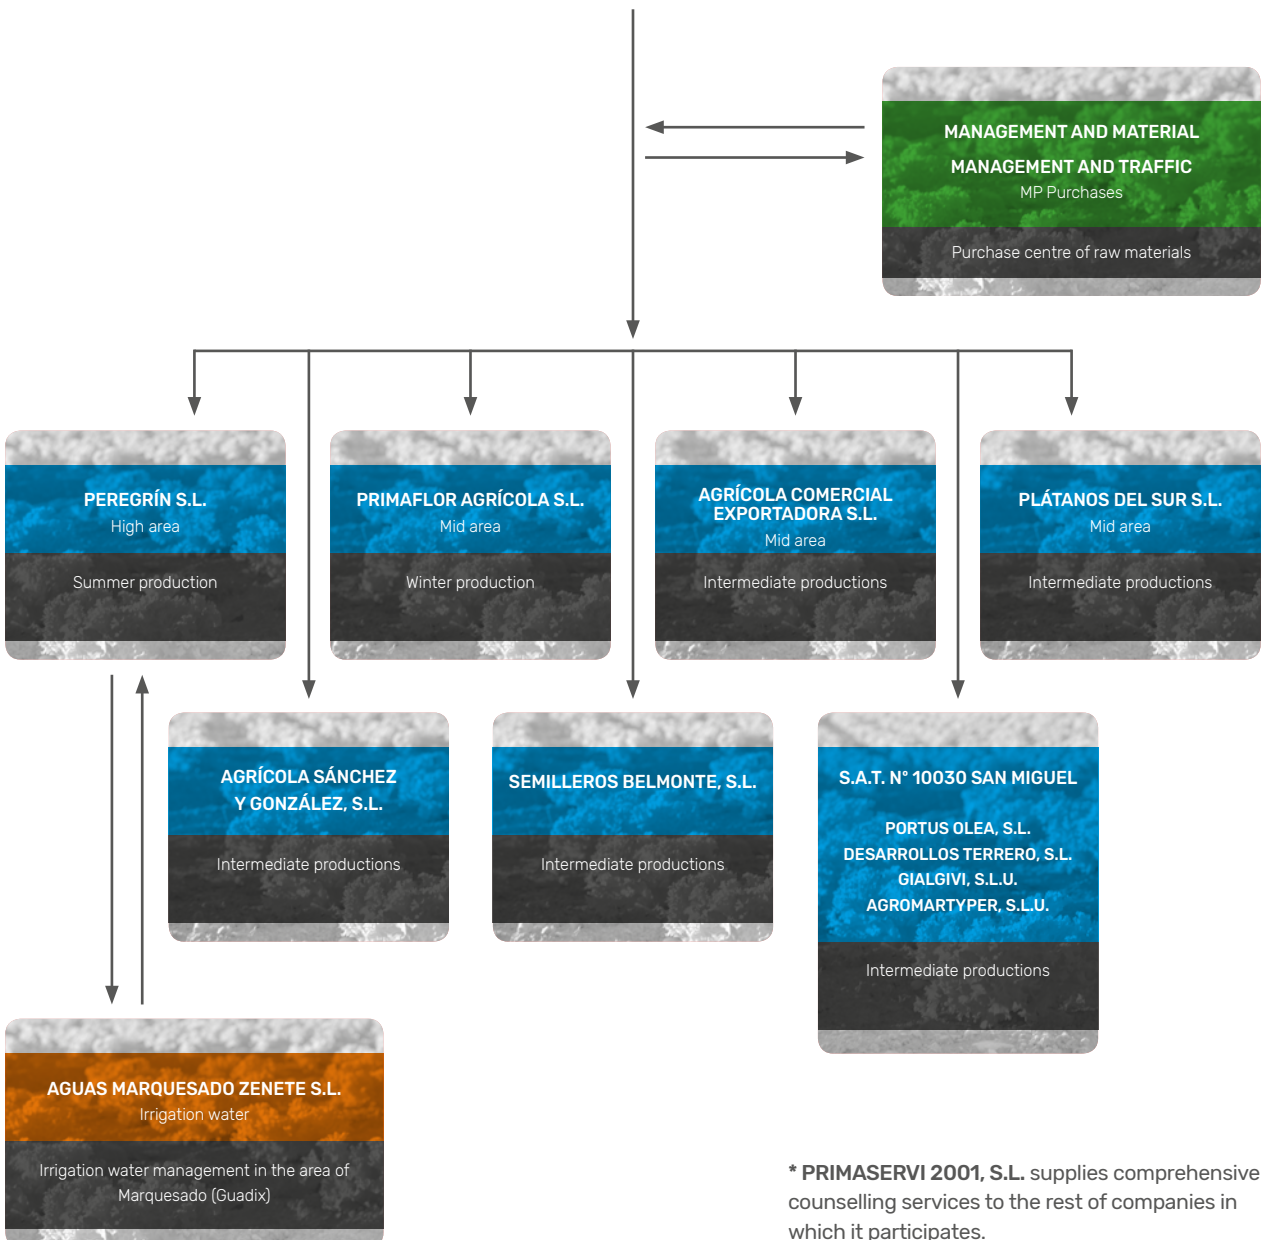 MANAGEMENT AND MATERIAL
MANAGEMENT AND TRAFFIC
MP Purchases
Purchase centre of raw materials
PEREGRÍN S.L.
High area
Summer production
PRIMAFLOR AGRÍCOLA S.L.
Mid area
Winter production
AGRÍCOLA COMERCIAL
EXPORTADORA S.L.
Mid area
Intermediate productions
PLÁTANOS DEL SUR S.L.
Mid area
Intermediate productions
AGRÍCOLA SÁNCHEZ
Y GONZÁLEZ, S.L.
Intermediate productions
SEMILLEROS BELMONTE, S.L.
Intermediate productions
S.A.T. Nº 10030 SAN MIGUEL
PORTUS OLEA, S.L.
DESARROLLOS TERRERO, S.L.
GIALGIVI, S.L.U.
AGROMARTYPER, S.L.U.
Intermediate productions
AGUAS MARQUESADO ZENETE S.L.
Irrigation water
Irrigation water management in the area of
Marquesado (Guadix)
* PRIMASERVI 2001, S.L. supplies comprehensive
counselling services to the rest of companies in
which it participates.